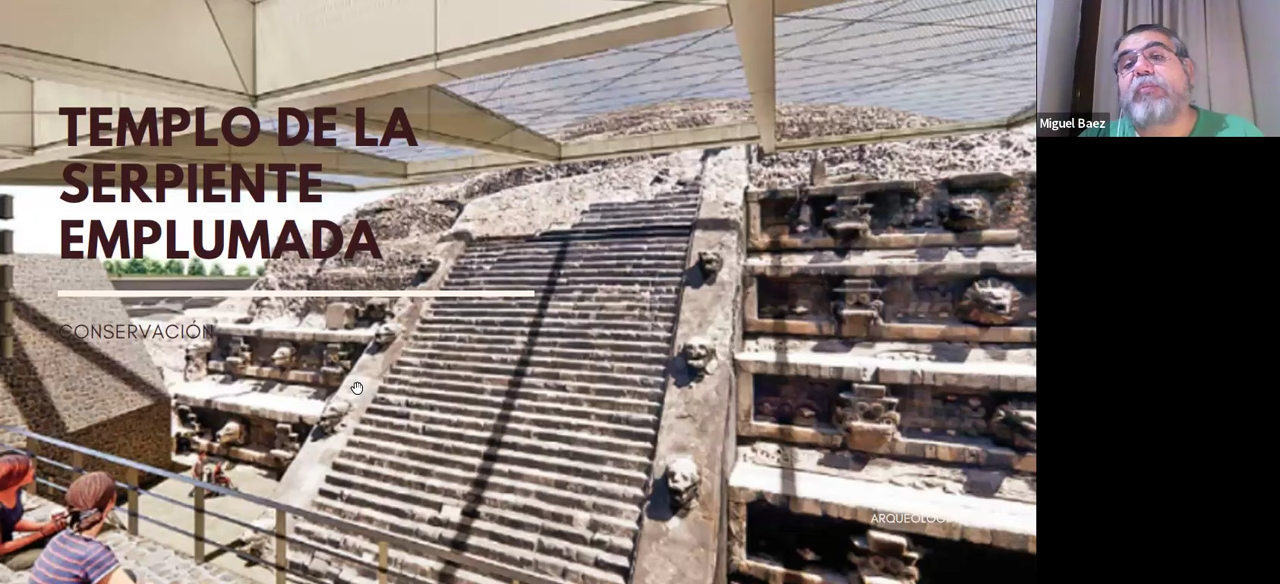 TEMPLO DE LA
SERPIENTE
EMPLUMADA
CONSERVACIÓN
Miguel Baez